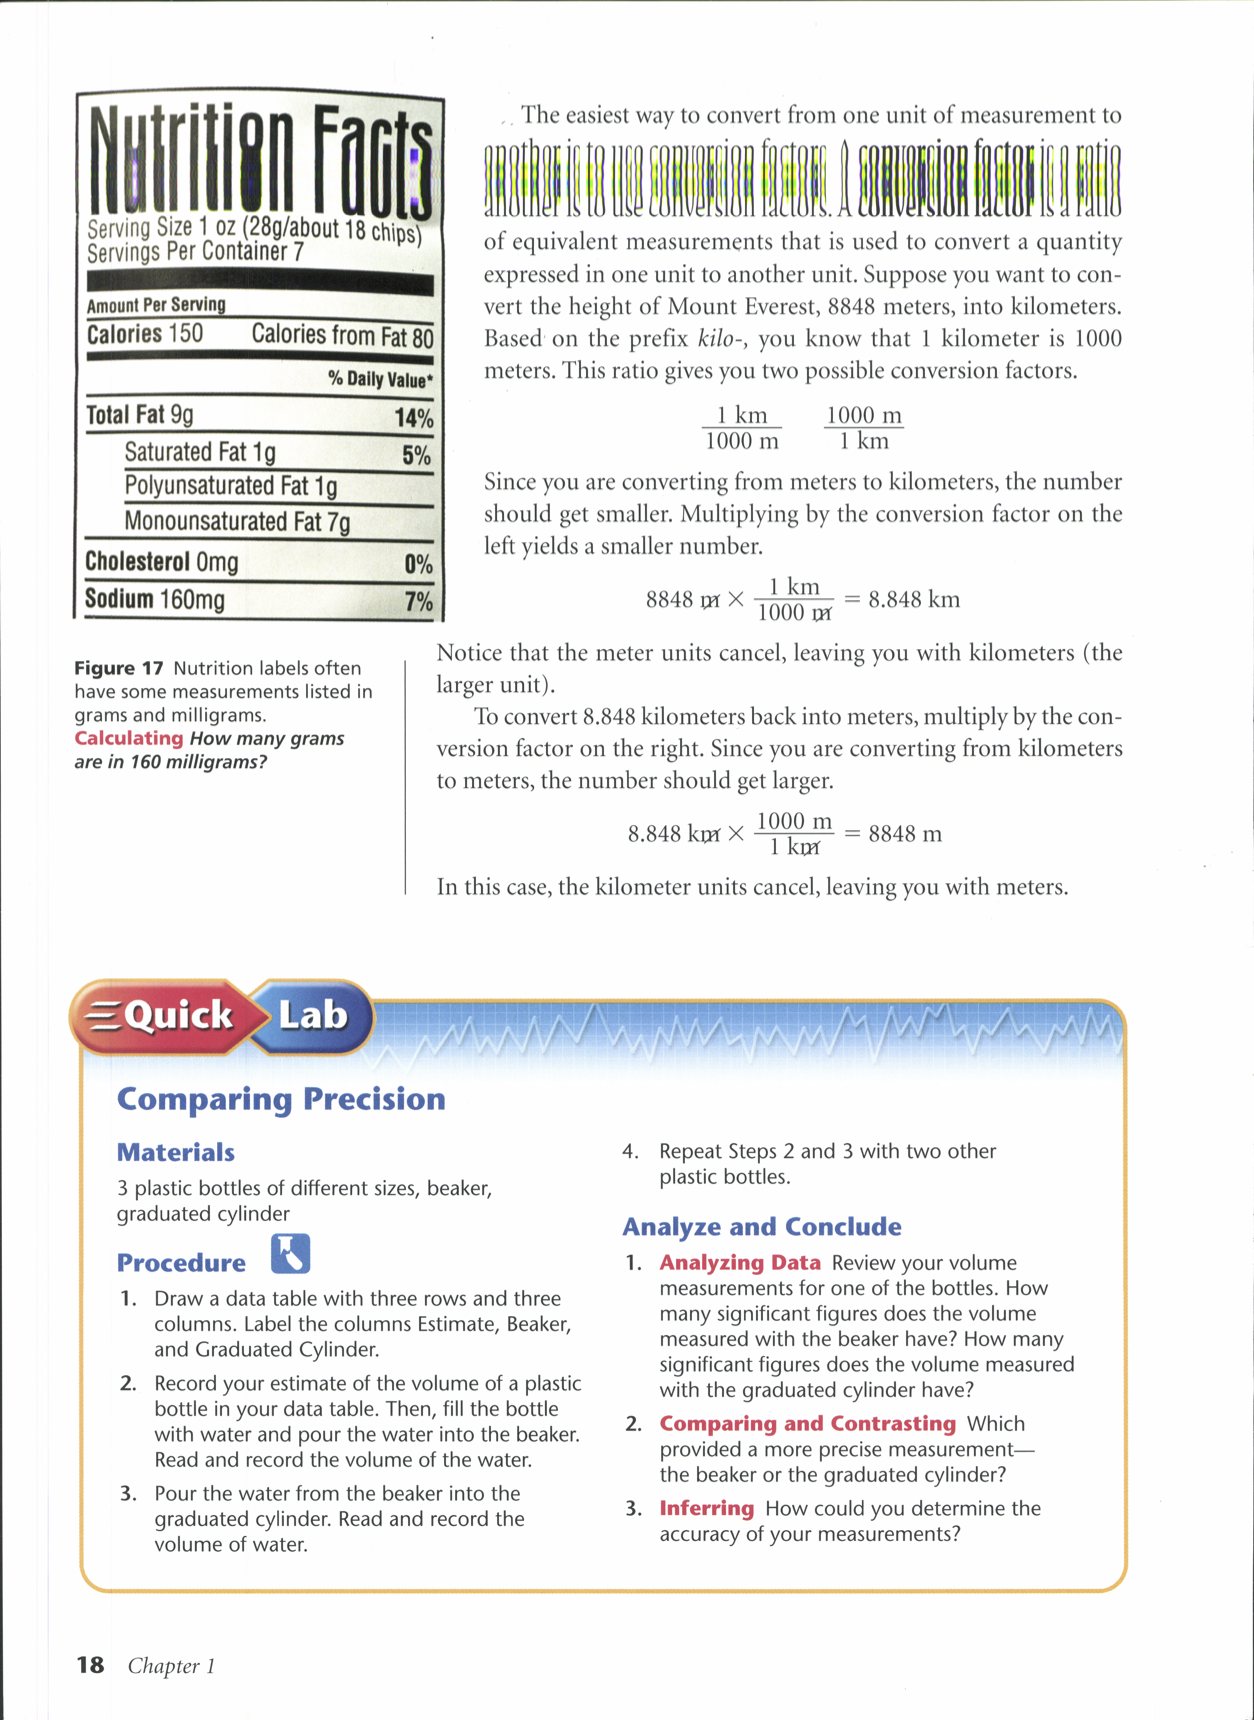 Nutrition Facts
Serving Size 1 oz (28g/about 18 chips)
Servings Per Container 7
Amount Per Serving
Calories 150 Calories from Fat 80
% Daily Value*
Total Fat 9g 14%
Saturated Fat 1g 5%
Polyunsaturated Fat 1g
Monounsaturated Fat 7g
Cholesterol 0mg 0%
Sodium 160mg 7%
Figure 17 Nutrition labels often
have some measurements listed in
grams and milligrams.
Calculating How many grams
are in 160 milligrams?
The easiest way to convert from one unit of measurement to
another is to use conversion factors. A conversion factor is a ratio
of equivalent measurements that is used to convert a quantity
expressed in one unit to another unit. Suppose you want to con-
vert the height of Mount Everest, 8848 meters, into kilometers.
Based on the prefix kilo-, you know that 1 kilometer is 1000
meters. This ratio gives you two possible conversion factors.
1 km 1000 m
1000 m 1 km
Since you are converting from meters to kilometers, the number
should get smaller. Multiplying by the conversion factor on the
left yields a smaller number.
8848 m × 1 km / 1000 m = 8.848 km
Notice that the meter units cancel, leaving you with kilometers (the
larger unit).
To convert 8.848 kilometers back into meters, multiply by the con-
version factor on the right. Since you are converting from kilometers
to meters, the number should get larger.
8.848 km × 1000 m / 1 km = 8848 m
In this case, the kilometer units cancel, leaving you with meters.
Quick Lab
Comparing Precision
Materials
3 plastic bottles of different sizes, beaker,
graduated cylinder
Procedure
1. Draw a data table with three rows and three
columns. Label the columns Estimate, Beaker,
and Graduated Cylinder.
2. Record your estimate of the volume of a plastic
bottle in your data table. Then, fill the bottle
with water and pour the water into the beaker.
Read and record the volume of the water.
3. Pour the water from the beaker into the
graduated cylinder. Read and record the
volume of water.
4. Repeat Steps 2 and 3 with two other
plastic bottles.
Analyze and Conclude
1. Analyzing Data Review your volume
measurements for one of the bottles. How
many significant figures does the volume
measured with the beaker have? How many
significant figures does the volume measured
with the graduated cylinder have?
2. Comparing and Contrasting Which
provided a more precise measurement—
the beaker or the graduated cylinder?
3. Inferring How could you determine the
accuracy of your measurements?
18 Chapter 1